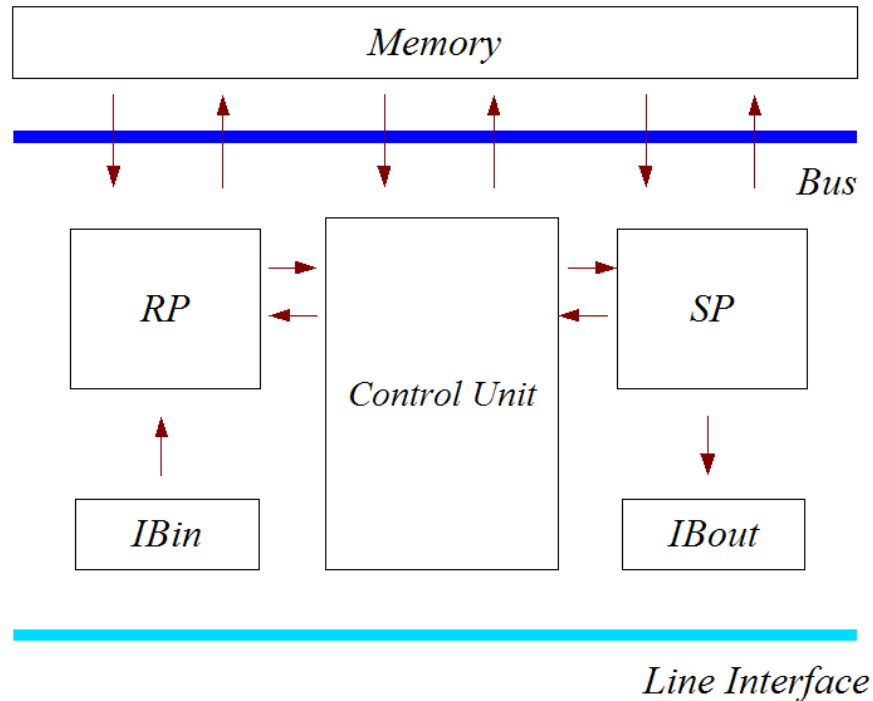 Memory
Bus
RP
Control Unit
SP
IBin
IBout
Line Interface